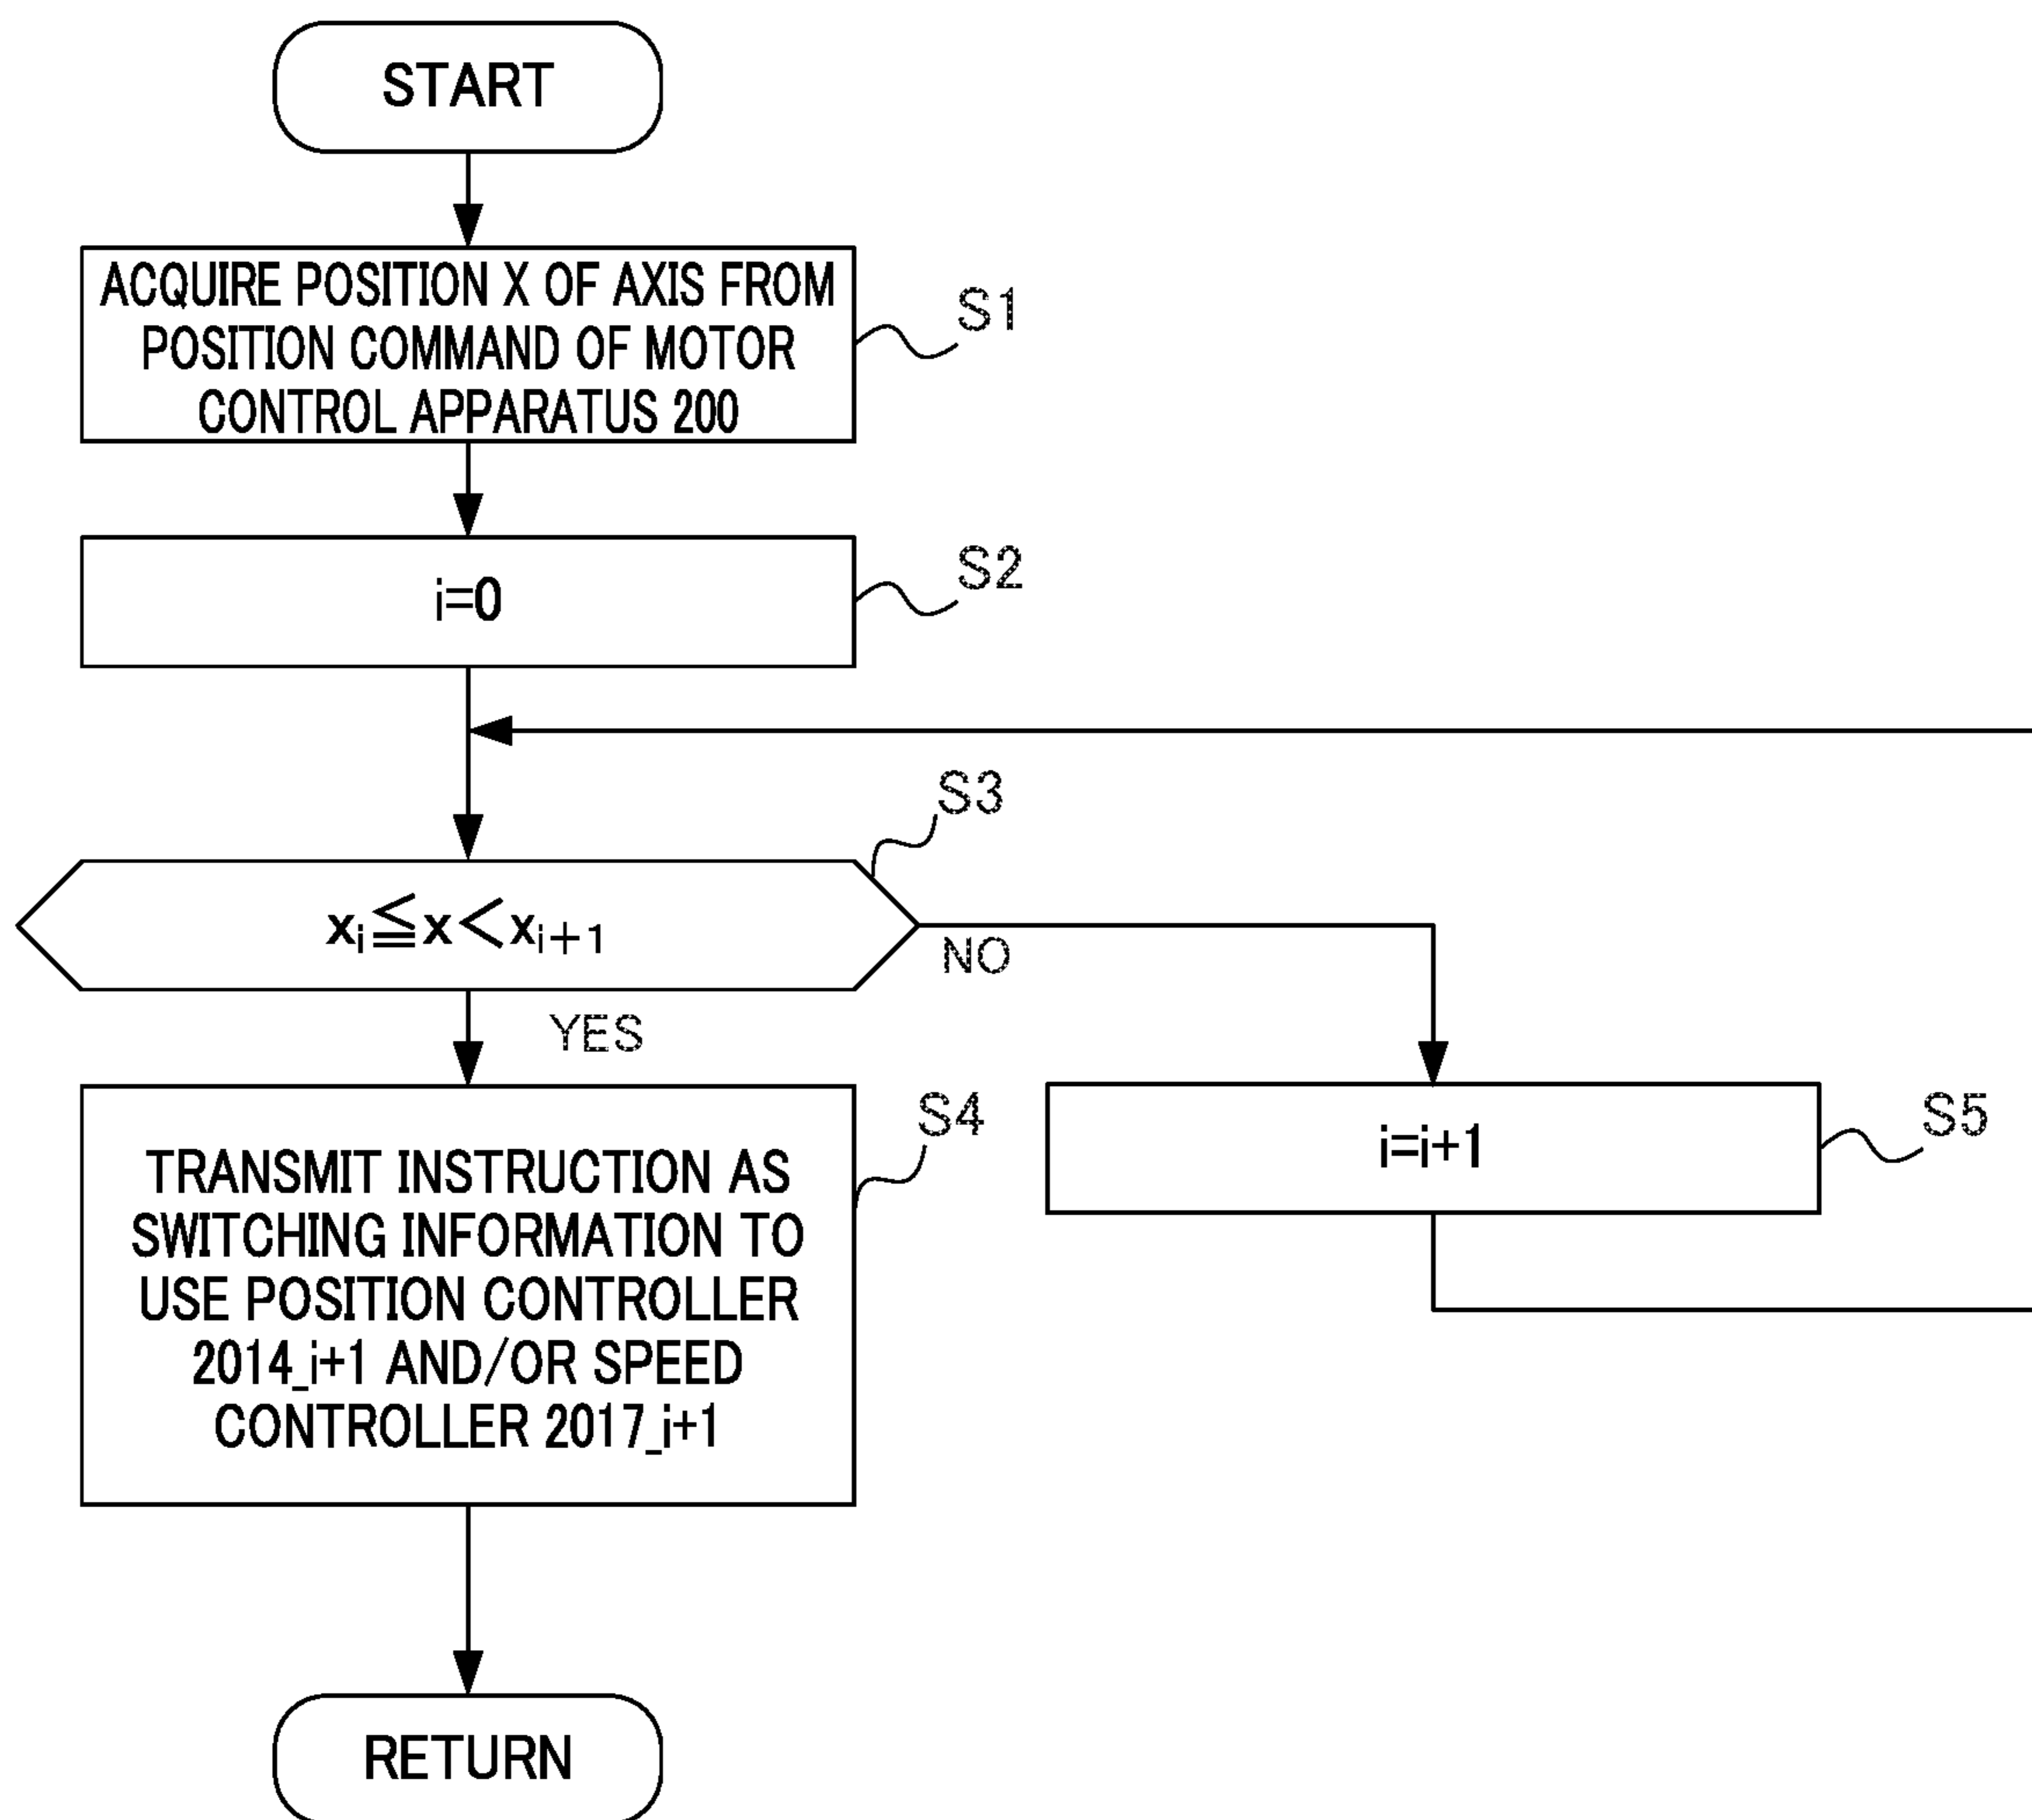 START
ACQUIRE POSITION X OF AXIS FROM
POSITION COMMAND OF MOTOR
CONTROL APPARATUS 200
S1
i=0
S2
S3
xᵢ≦x<xᵢ₊₁
NO
YES
TRANSMIT INSTRUCTION AS
SWITCHING INFORMATION TO
USE POSITION CONTROLLER
2014_i+1 AND/OR SPEED
CONTROLLER 2017_i+1
S4
i=i+1
S5
RETURN